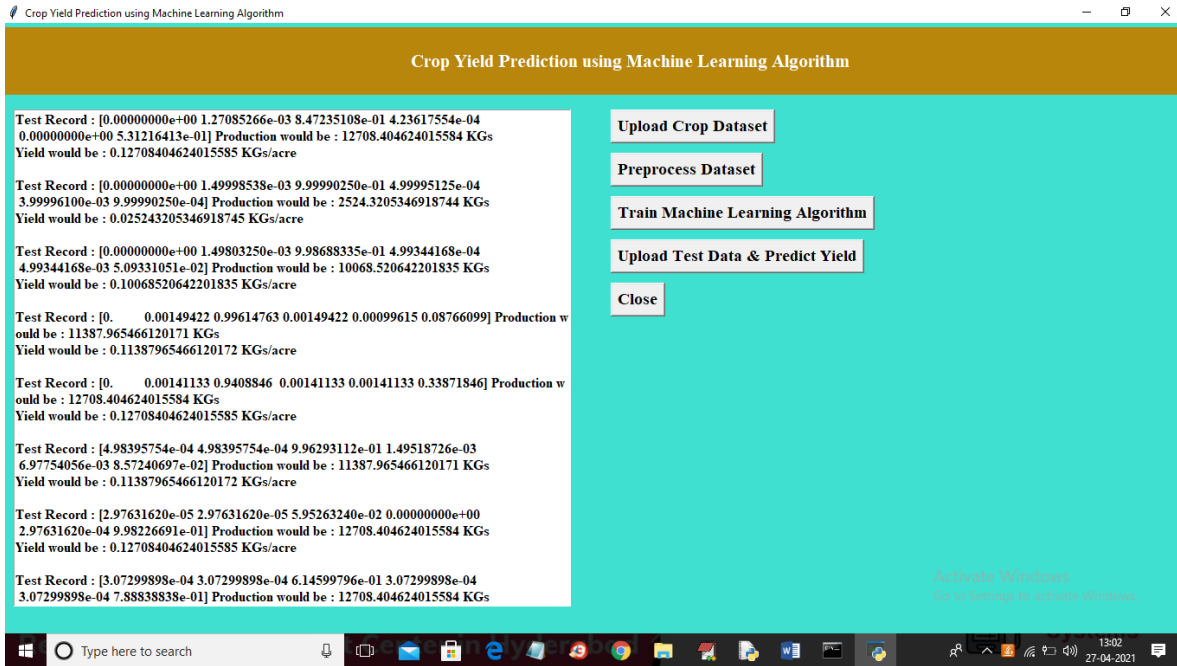 Crop Yield Prediction using Machine Learning Algorithm
Crop Yield Prediction using Machine Learning Algorithm
Test Record : [0.00000000e+00 1.27085266e-03 8.47235108e-01 4.23617554e-04
0.00000000e+00 5.31216413e-01] Production would be : 12708.404624015584 KGs
Yield would be : 0.12708404624015585 KGs/acre
Test Record : [0.00000000e+00 1.49998538e-03 9.99990250e-01 4.99995125e-04
3.99996100e-03 9.99990250e-04] Production would be : 2524.3205346918744 KGs
Yield would be : 0.025243205346918745 KGs/acre
Test Record : [0.00000000e+00 1.49803250e-03 9.98688335e-01 4.99344168e-04
4.99344168e-03 5.09331051e-02] Production would be : 10068.520642201835 KGs
Yield would be : 0.10068520642201835 KGs/acre
Test Record : [0. 0.00149422 0.99614763 0.00149422 0.00099615 0.08766099] Production w
ould be : 11387.965466120171 KGs
Yield would be : 0.11387965466120172 KGs/acre
Test Record : [0. 0.00141133 0.9408846 0.00141133 0.00141133 0.33871846] Production w
ould be : 12708.404624015584 KGs
Yield would be : 0.12708404624015585 KGs/acre
Test Record : [4.98395754e-04 4.98395754e-04 9.96293112e-01 1.49518726e-03
6.97754056e-03 8.57240697e-02] Production would be : 11387.965466120171 KGs
Yield would be : 0.11387965466120172 KGs/acre
Test Record : [2.97631620e-05 2.97631620e-05 5.95263240e-02 0.00000000e+00
2.97631620e-04 9.98226691e-01] Production would be : 12708.404624015584 KGs
Yield would be : 0.12708404624015585 KGs/acre
Test Record : [3.07299898e-04 3.07299898e-04 6.14599796e-01 3.07299898e-04
3.07299898e-04 7.88838838e-01] Production would be : 12708.404624015584 KGs
Upload Crop Dataset
Preprocess Dataset
Train Machine Learning Algorithm
Upload Test Data & Predict Yield
Close
Activate Windows
Go to Settings to activate Windows.
Type here to search
13:02
27-04-2021